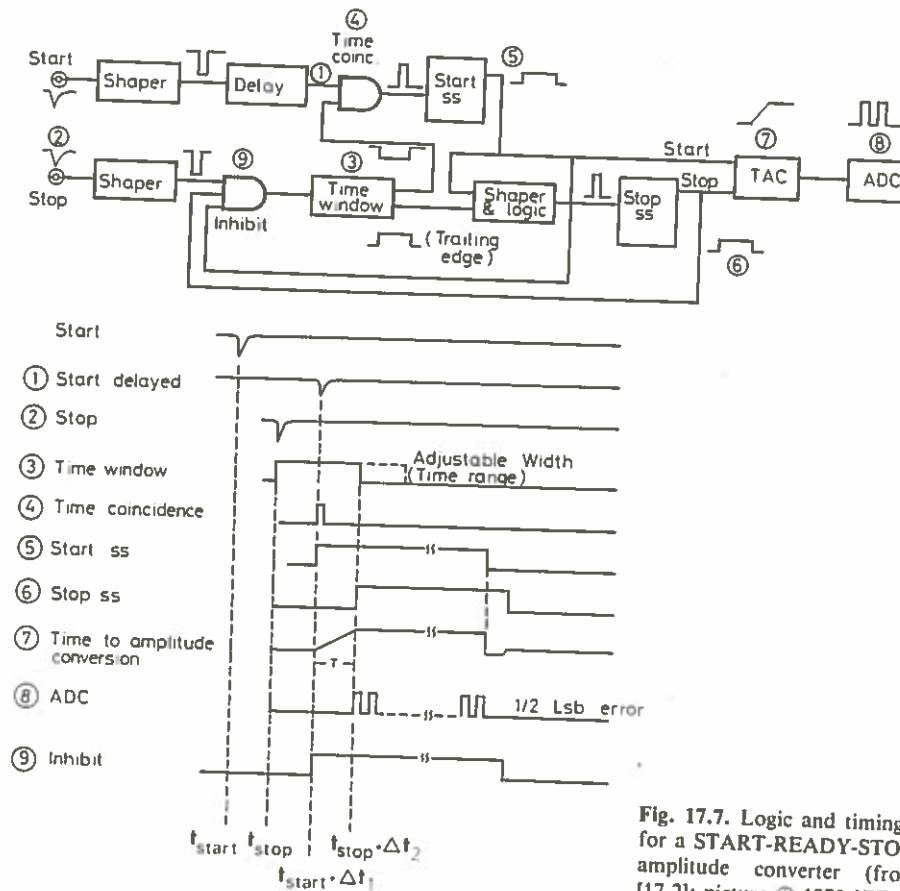 ④
Time
coinc.
⑤
Start
Shaper
Delay
①
Start
ss
②
⑨
③
⑦
⑧
Start
Stop
Shaper
Inhibit
Time
window
Shaper
& logic
Stop
ss
Stop
TAC
ADC
(Trailing
edge)
⑥
Start
① Start delayed
② Stop
③ Time window
Adjustable Width
(Time range)
④ Time coincidence
⑤ Start ss
⑥ Stop ss
⑦ Time to amplitude
conversion
T
⑧ ADC
1/2 Lsb error
⑨ Inhibit
tstart
tstop
tstop·Δt2
tstart·Δt1
Fig. 17.7. Logic and timing
for a START-READY-STO
amplitude converter (fro